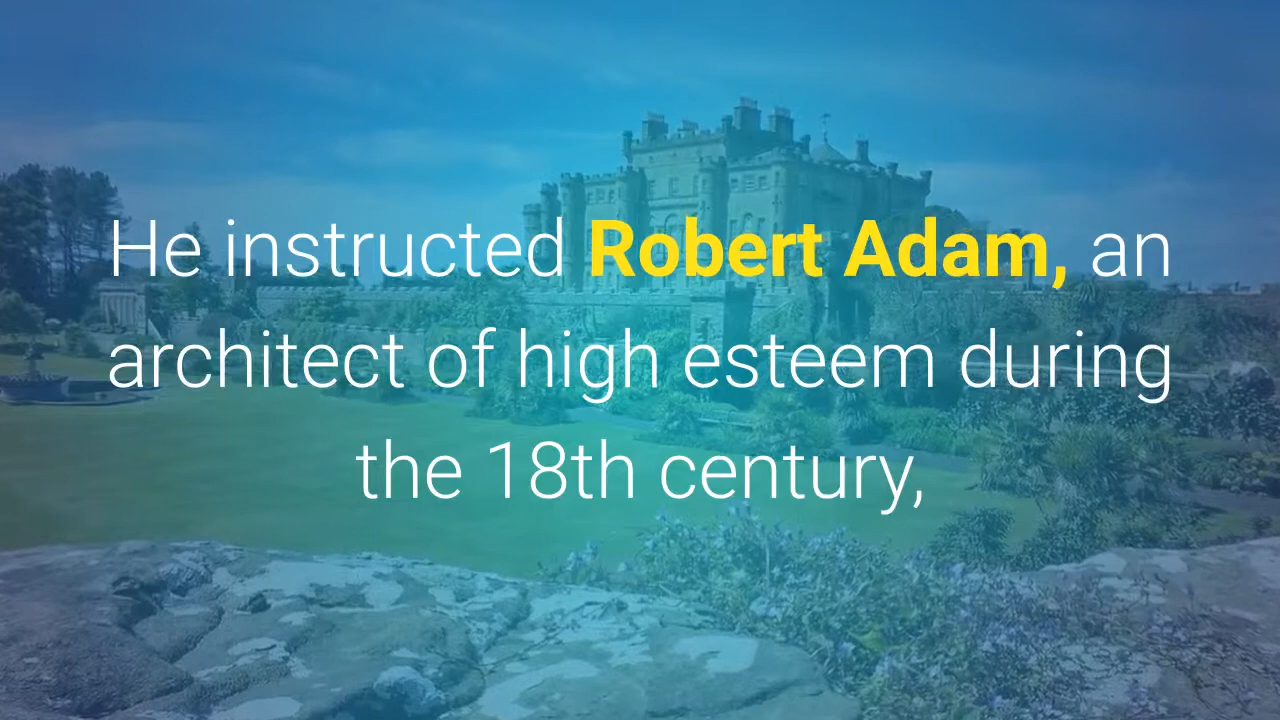 He instructed Robert Adam, an
architect of high esteem during
the 18th century,